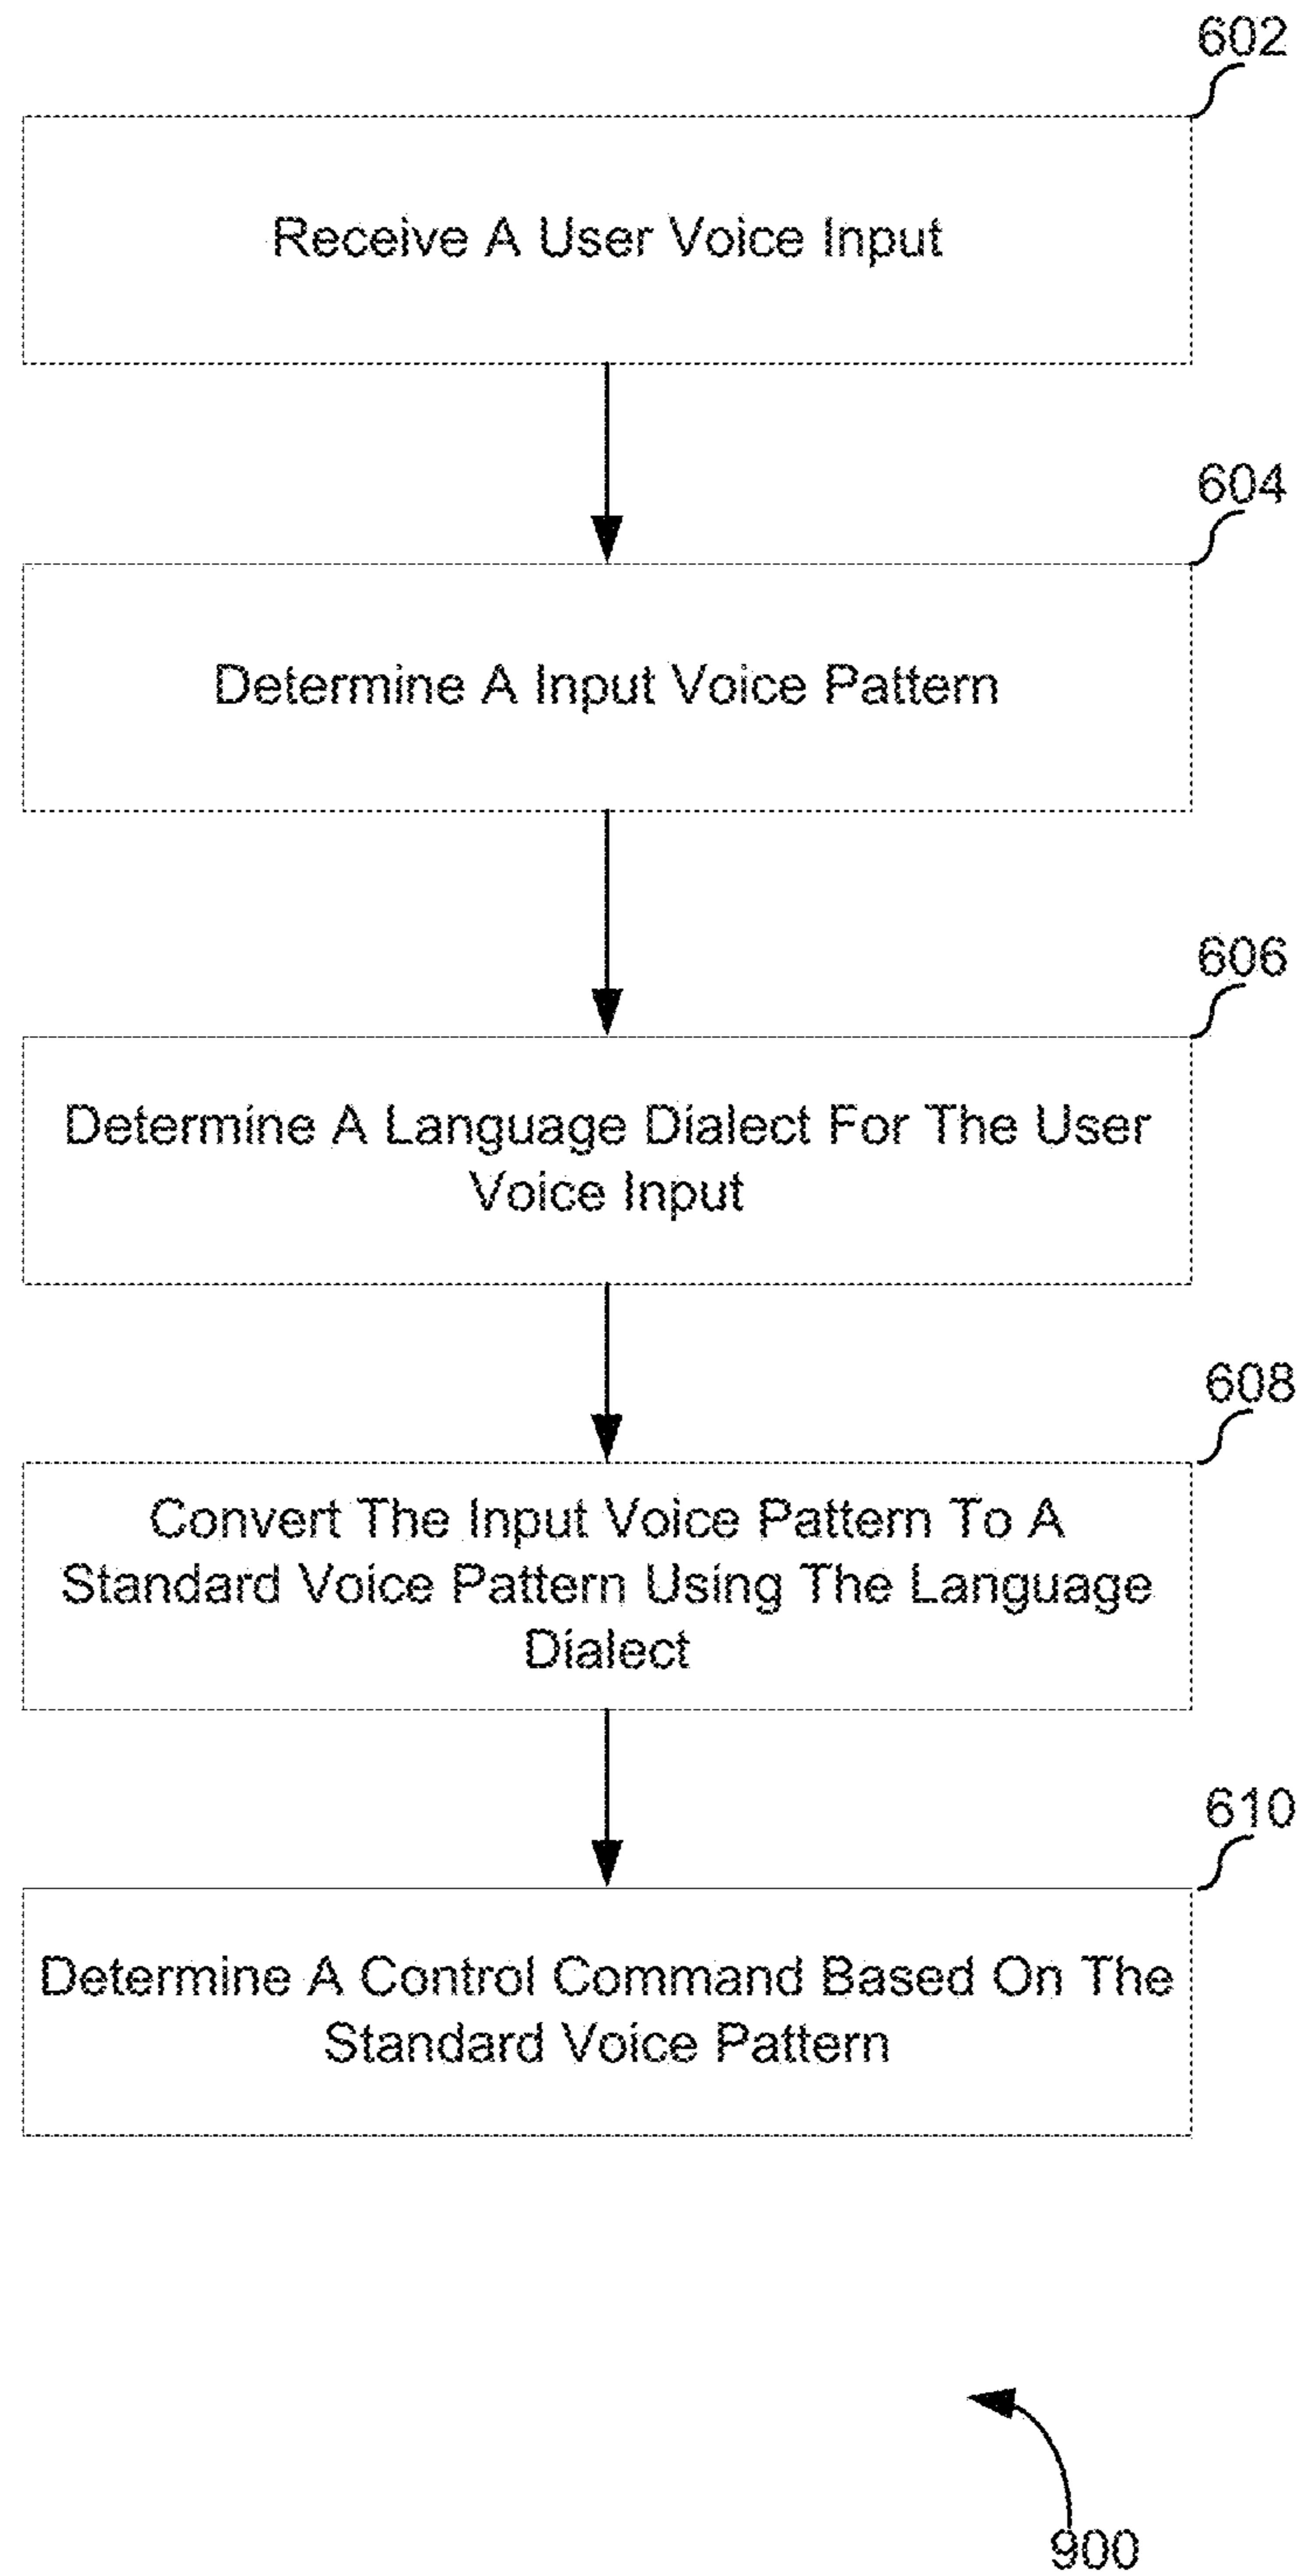 602
Receive A User Voice Input
604
Determine A Input Voice Pattern
606
Determine A Language Dialect For The User
Voice Input
608
Convert The Input Voice Pattern To A
Standard Voice Pattern Using The Language
Dialect
610
Determine A Control Command Based On The
Standard Voice Pattern
900